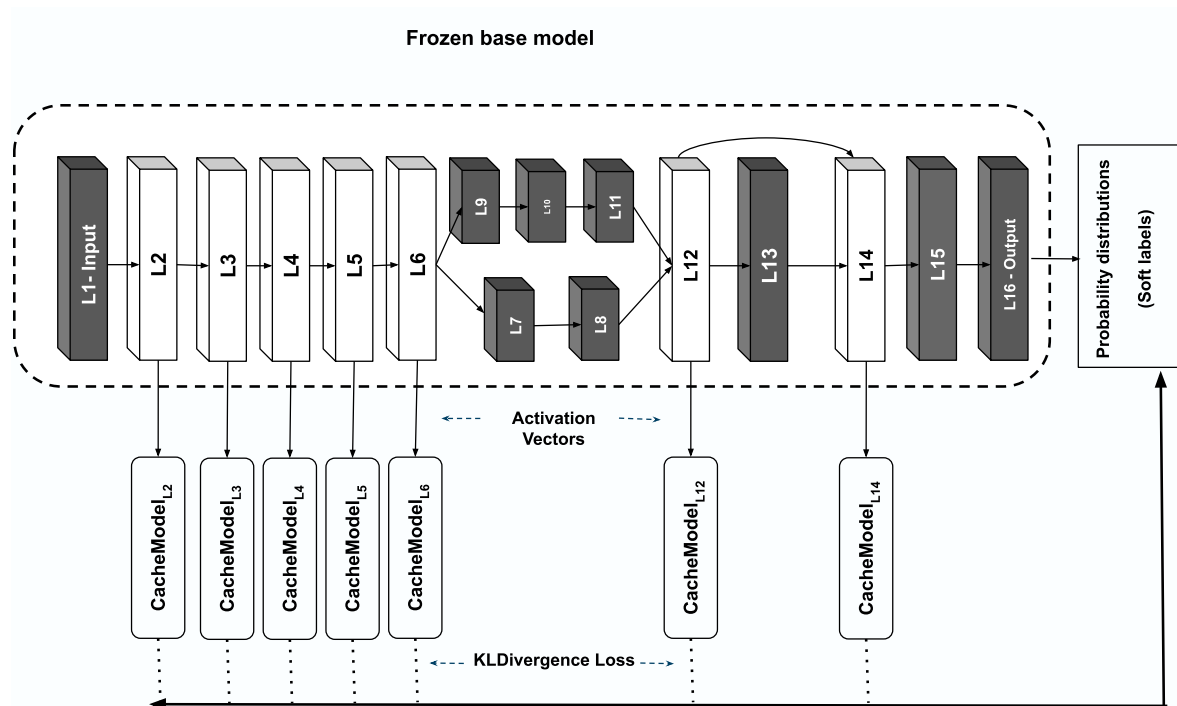 Frozen base model
L1- Input
L2
L3
L4
L5
L6
L9
L10
L11
L7
L8
L12
L13
L14
L15
L16 - Output
Probability distributions
(Soft labels)
Activation
Vectors
CacheModelL2
CacheModelL3
CacheModelL4
CacheModelL5
CacheModelL6
CacheModelL12
CacheModelL14
KLDivergence Loss